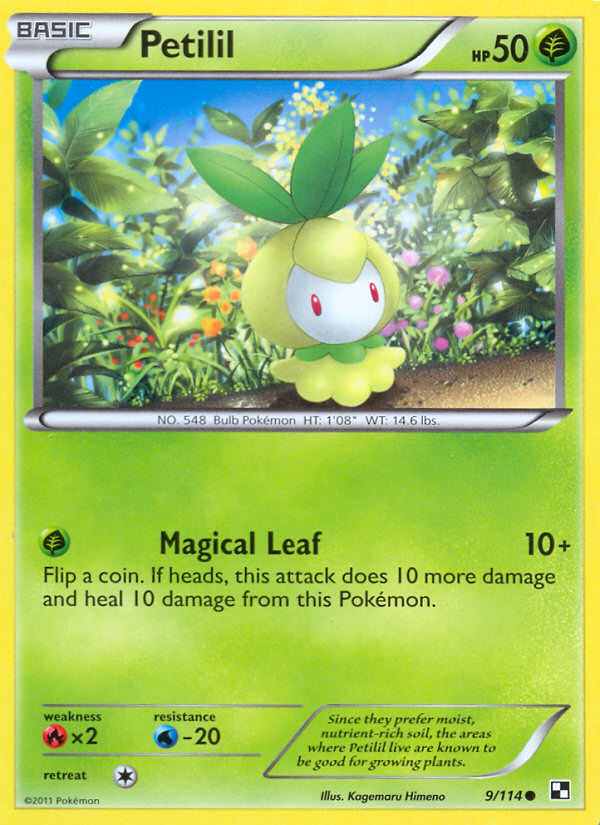 BASIC
Petilil
HP 50
NO. 548 Bulb Pokémon HT: 1'08" WT: 14.6 lbs.
Magical Leaf 10+
Flip a coin. If heads, this attack does 10 more damage
and heal 10 damage from this Pokémon.
weakness resistance
×2 -20
retreat
Since they prefer moist,
nutrient-rich soil, the areas
where Petilil live are known to
be good for growing plants.
©2011 Pokémon
Illus. Kagemaru Himeno
9/114